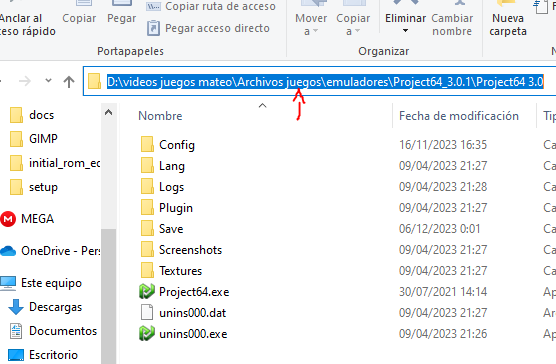 Anclar al
acceso rápido
Copiar
Pegar
Copiar ruta de acceso
Pegar acceso directo
Mover
a
Copiar
a
Eliminar
Cambiar
nombre
Nueva
carpeta
Portapapeles
Organizar
D:\videos juegos mateo\Archivos juegos\emuladores\Project64_3.0.1\Project64 3.0
docs
GIMP
initial_rom_ec
setup
MEGA
OneDrive - Pers
Este equipo
Descargas
Documentos
Escritorio
Nombre Fecha de modificación Ti
Config 16/11/2023 16:35 Ca
Lang 09/04/2023 21:27 Ca
Logs 09/04/2023 21:28 Ca
Plugin 09/04/2023 21:27 Ca
Save 06/12/2023 0:01 Ca
Screenshots 09/04/2023 21:27 Ca
Textures 09/04/2023 21:27 Ca
Project64.exe 30/07/2021 14:14 Ap
unins000.dat 09/04/2023 21:27 Ar
unins000.exe 09/04/2023 21:26 Ap